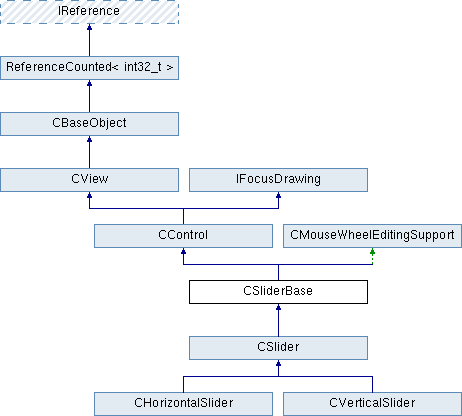 IReference
ReferenceCounted< int32_t >
CBaseObject
CView
IFocusDrawing
CControl
CMouseWheelEditingSupport
CSliderBase
CSlider
CHorizontalSlider
CVerticalSlider